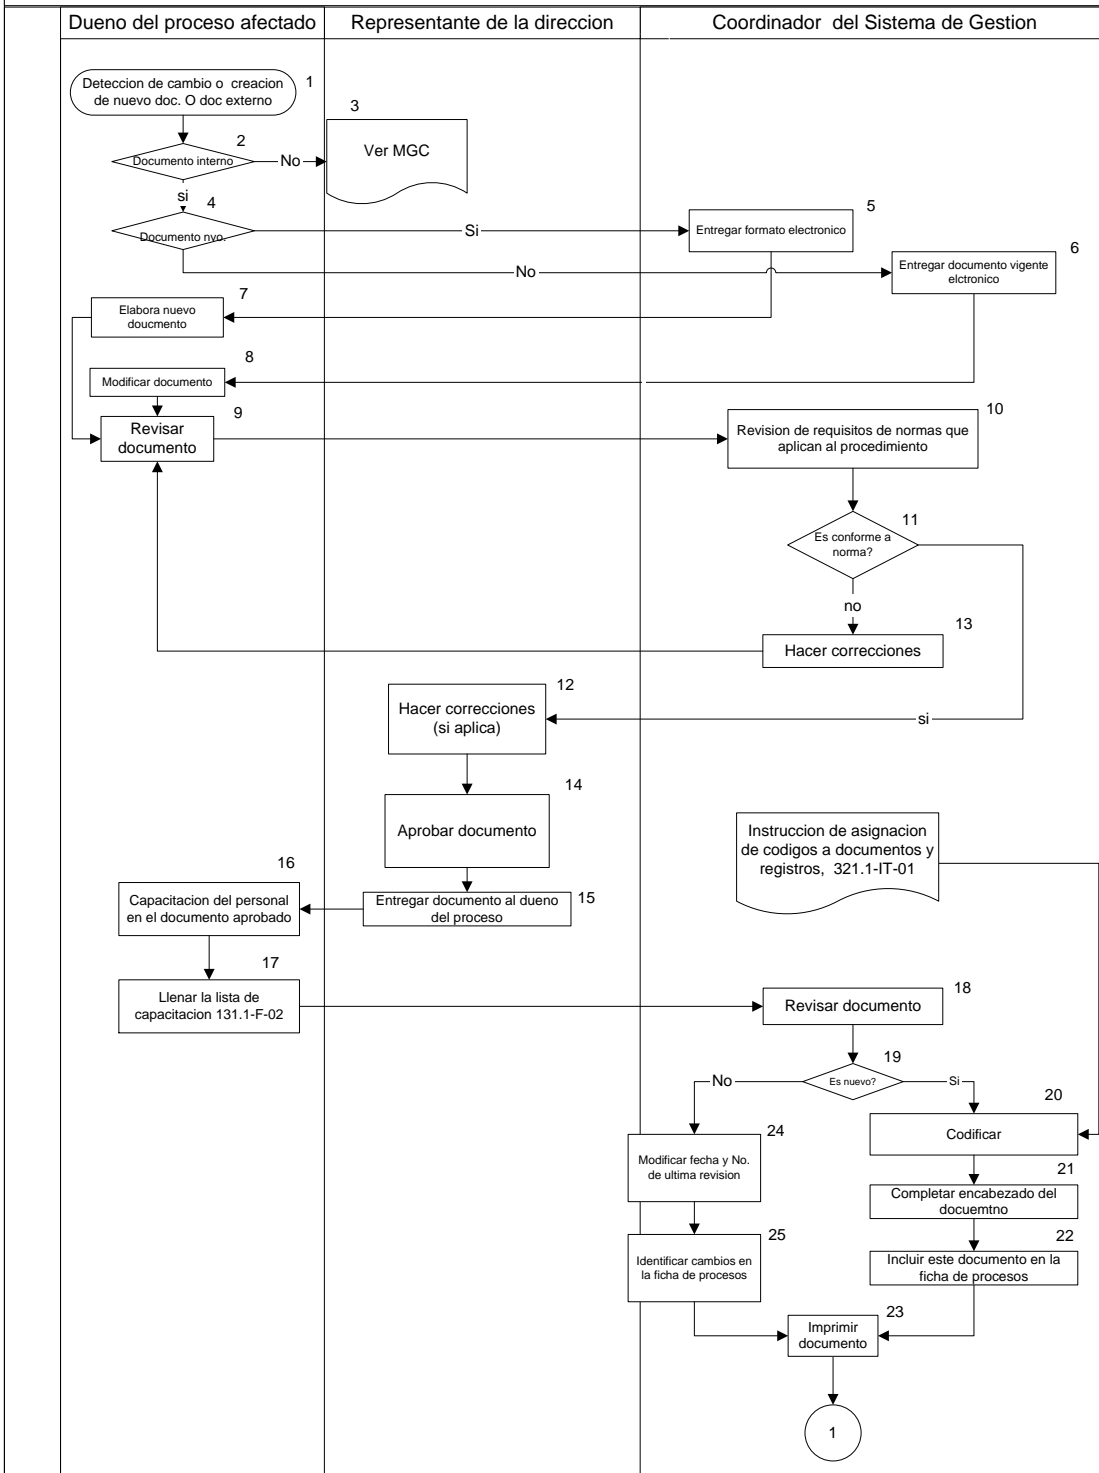 Dueno del proceso afectado
Representante de la direccion
Coordinador del Sistema de Gestion
Deteccion de cambio o creacion
de nuevo doc. O doc externo
1
2
Documento interno
No
3
Ver MGC
si
4
Documento nvo.
Si
5
Entregar formato electronico
No
6
Entregar documento vigente
elctronico
7
Elabora nuevo
doucmento
8
Modificar documento
9
Revisar
documento
10
Revision de requisitos de normas que
aplican al procedimiento
11
Es conforme a
norma?
no
13
Hacer correcciones
12
Hacer correcciones
(si aplica)
si
14
Aprobar documento
Instruccion de asignacion
de codigos a documentos y
registros, 321.1-IT-01
15
Entregar documento al dueno
del proceso
16
Capacitacion del personal
en el documento aprobado
17
Llenar la lista de
capacitacion 131.1-F-02
18
Revisar documento
19
Es nuevo?
No
Si
20
Codificar
24
Modificar fecha y No.
de ultima revision
21
Completar encabezado del
docuemtno
25
Identificar cambios en
la ficha de procesos
22
Incluir este documento en la
ficha de procesos
23
Imprimir
documento
1